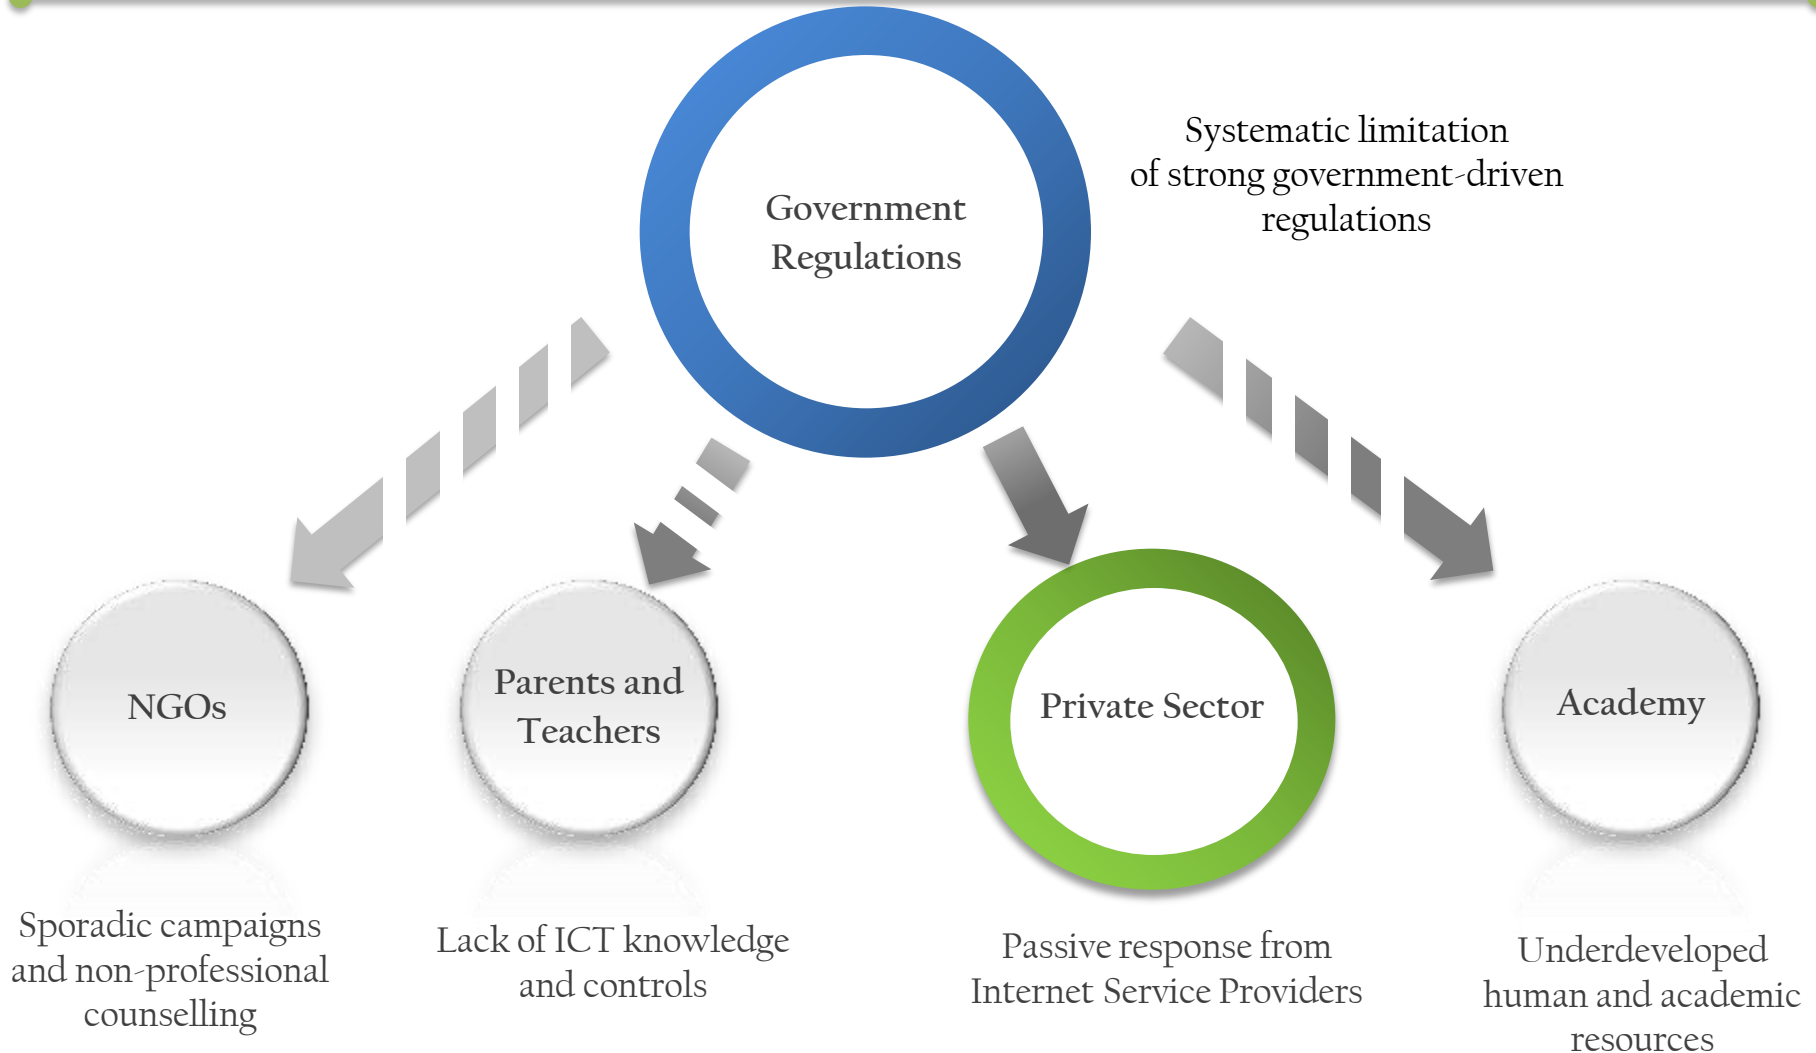 Government
Regulations
Systematic limitation
of strong government-driven
regulations
NGOs
Parents and
Teachers
Private Sector
Academy
Sporadic campaigns
and non-professional
counselling
Lack of ICT knowledge
and controls
Passive response from
Internet Service Providers
Underdeveloped
human and academic
resources